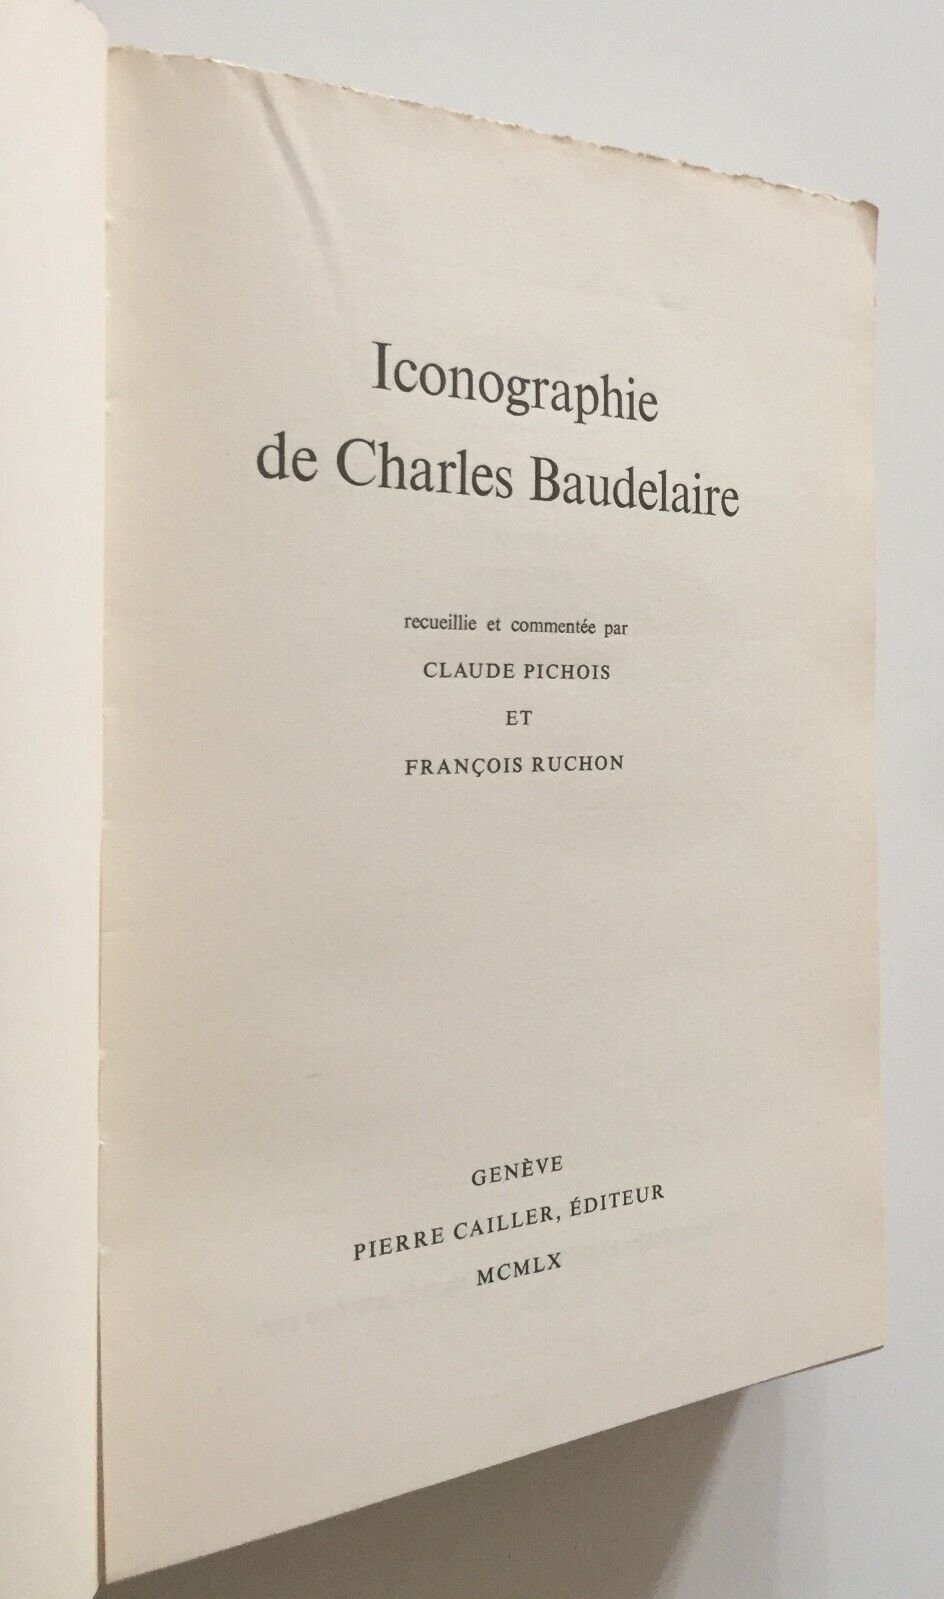 Iconographie
de Charles Baudelaire
recueillie et commentée par
CLAUDE PICHOIS
ET
FRANÇOIS RUCHON
GENÈVE
PIERRE CAILLER, ÉDITEUR
MCMLX